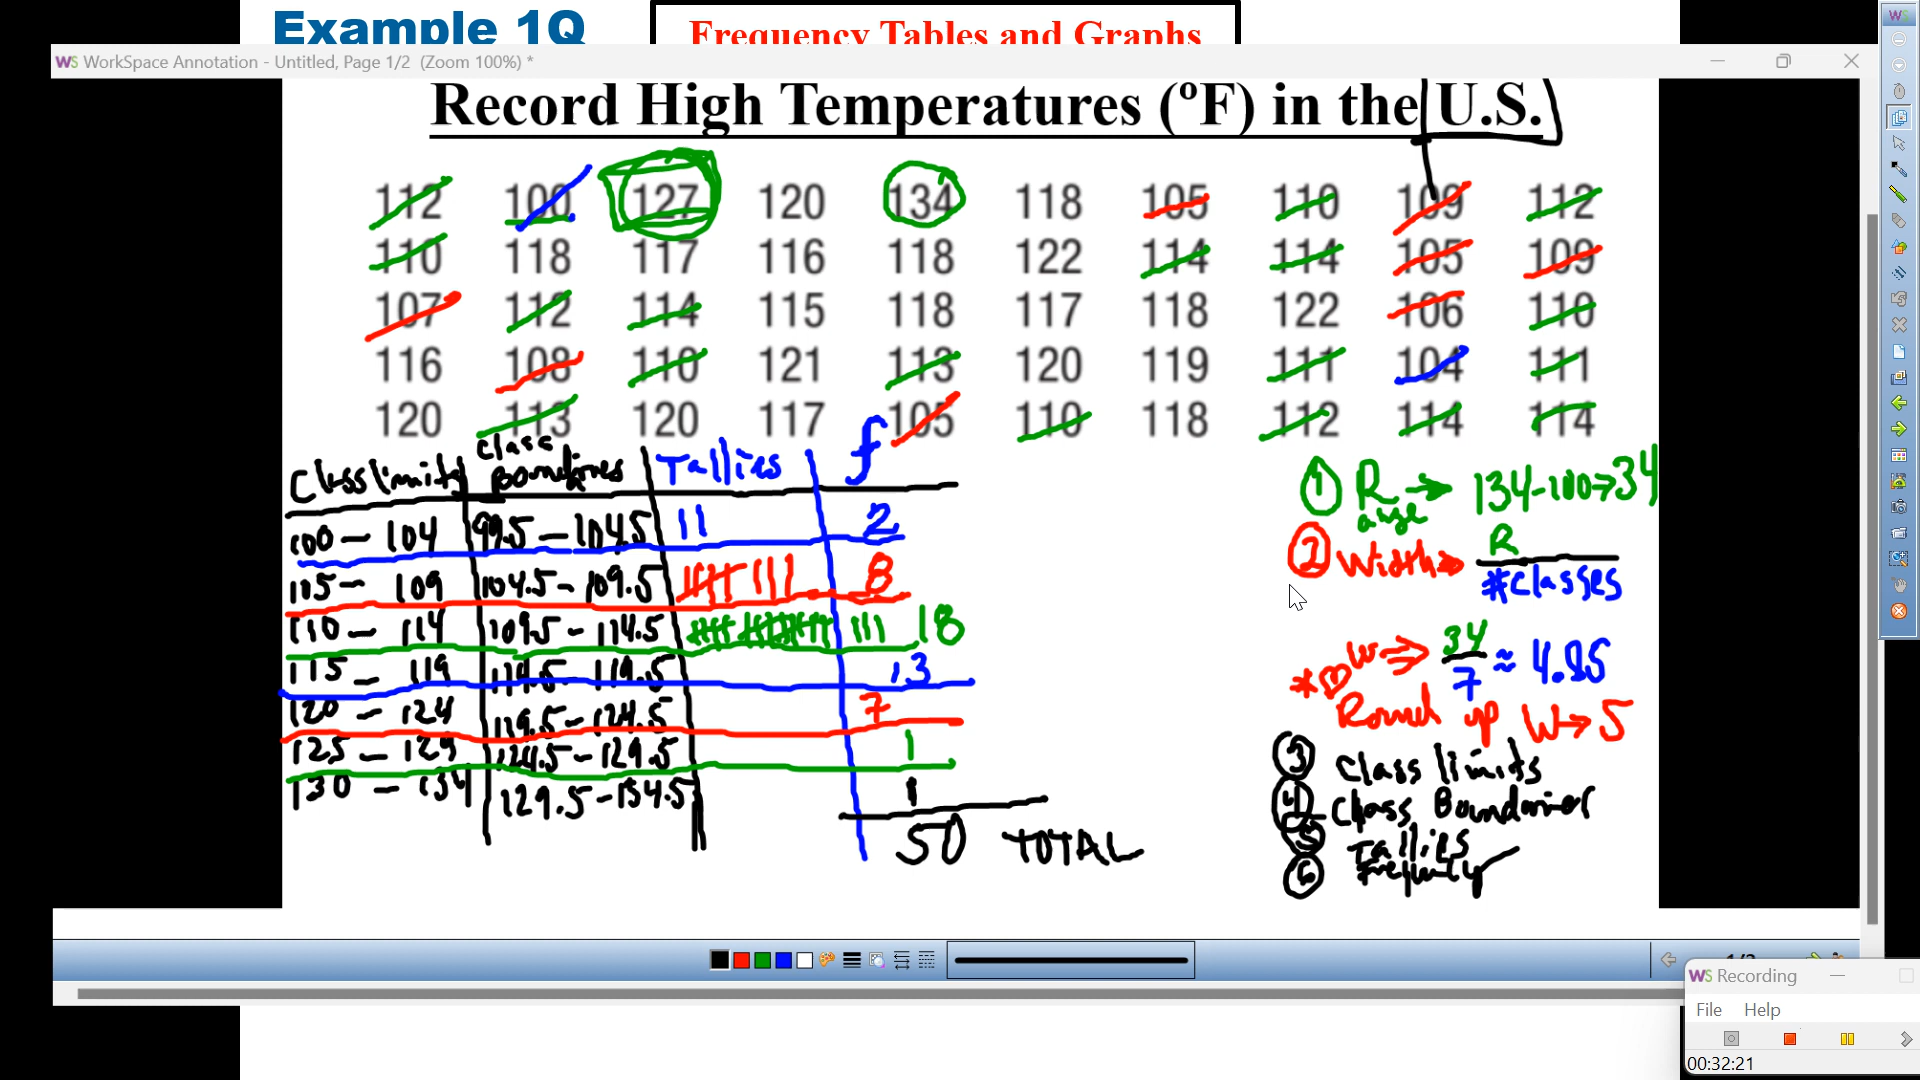 Example 1Q
Frequency Tables and Graphs
WS WorkSpace Annotation - Untitled, Page 1/2 (Zoom 100%) *
Record High Temperatures (ºF) in the U.S.
112 100 127 120 134 118 105 110 109 112
110 118 117 116 118 122 114 114 105 109
107 112 114 115 118 117 118 122 106 110
116 108 110 121 113 120 119 111 104 111
120 113 120 117 105 110 118 112 114 114
Class limits Class Boundaries Tallies f
100 - 104 99.5 - 104.5 2
105 - 109 104.5 - 109.5 8
110 - 114 109.5 - 114.5 18
115 - 119 114.5 - 119.5 13
120 - 124 119.5 - 124.5 7
125 - 129 124.5 - 129.5 1
130 - 134 129.5 - 134.5 1
50 TOTAL
① Range → 134-100 → 34
② Width → R
# classes
W → 34/7 ≈ 4.85
* Round up W → 5
③ Class limits
④ Class Boundaries
⑤ Tallies
⑥ Frequency
WS Recording
File Help
00:32:21